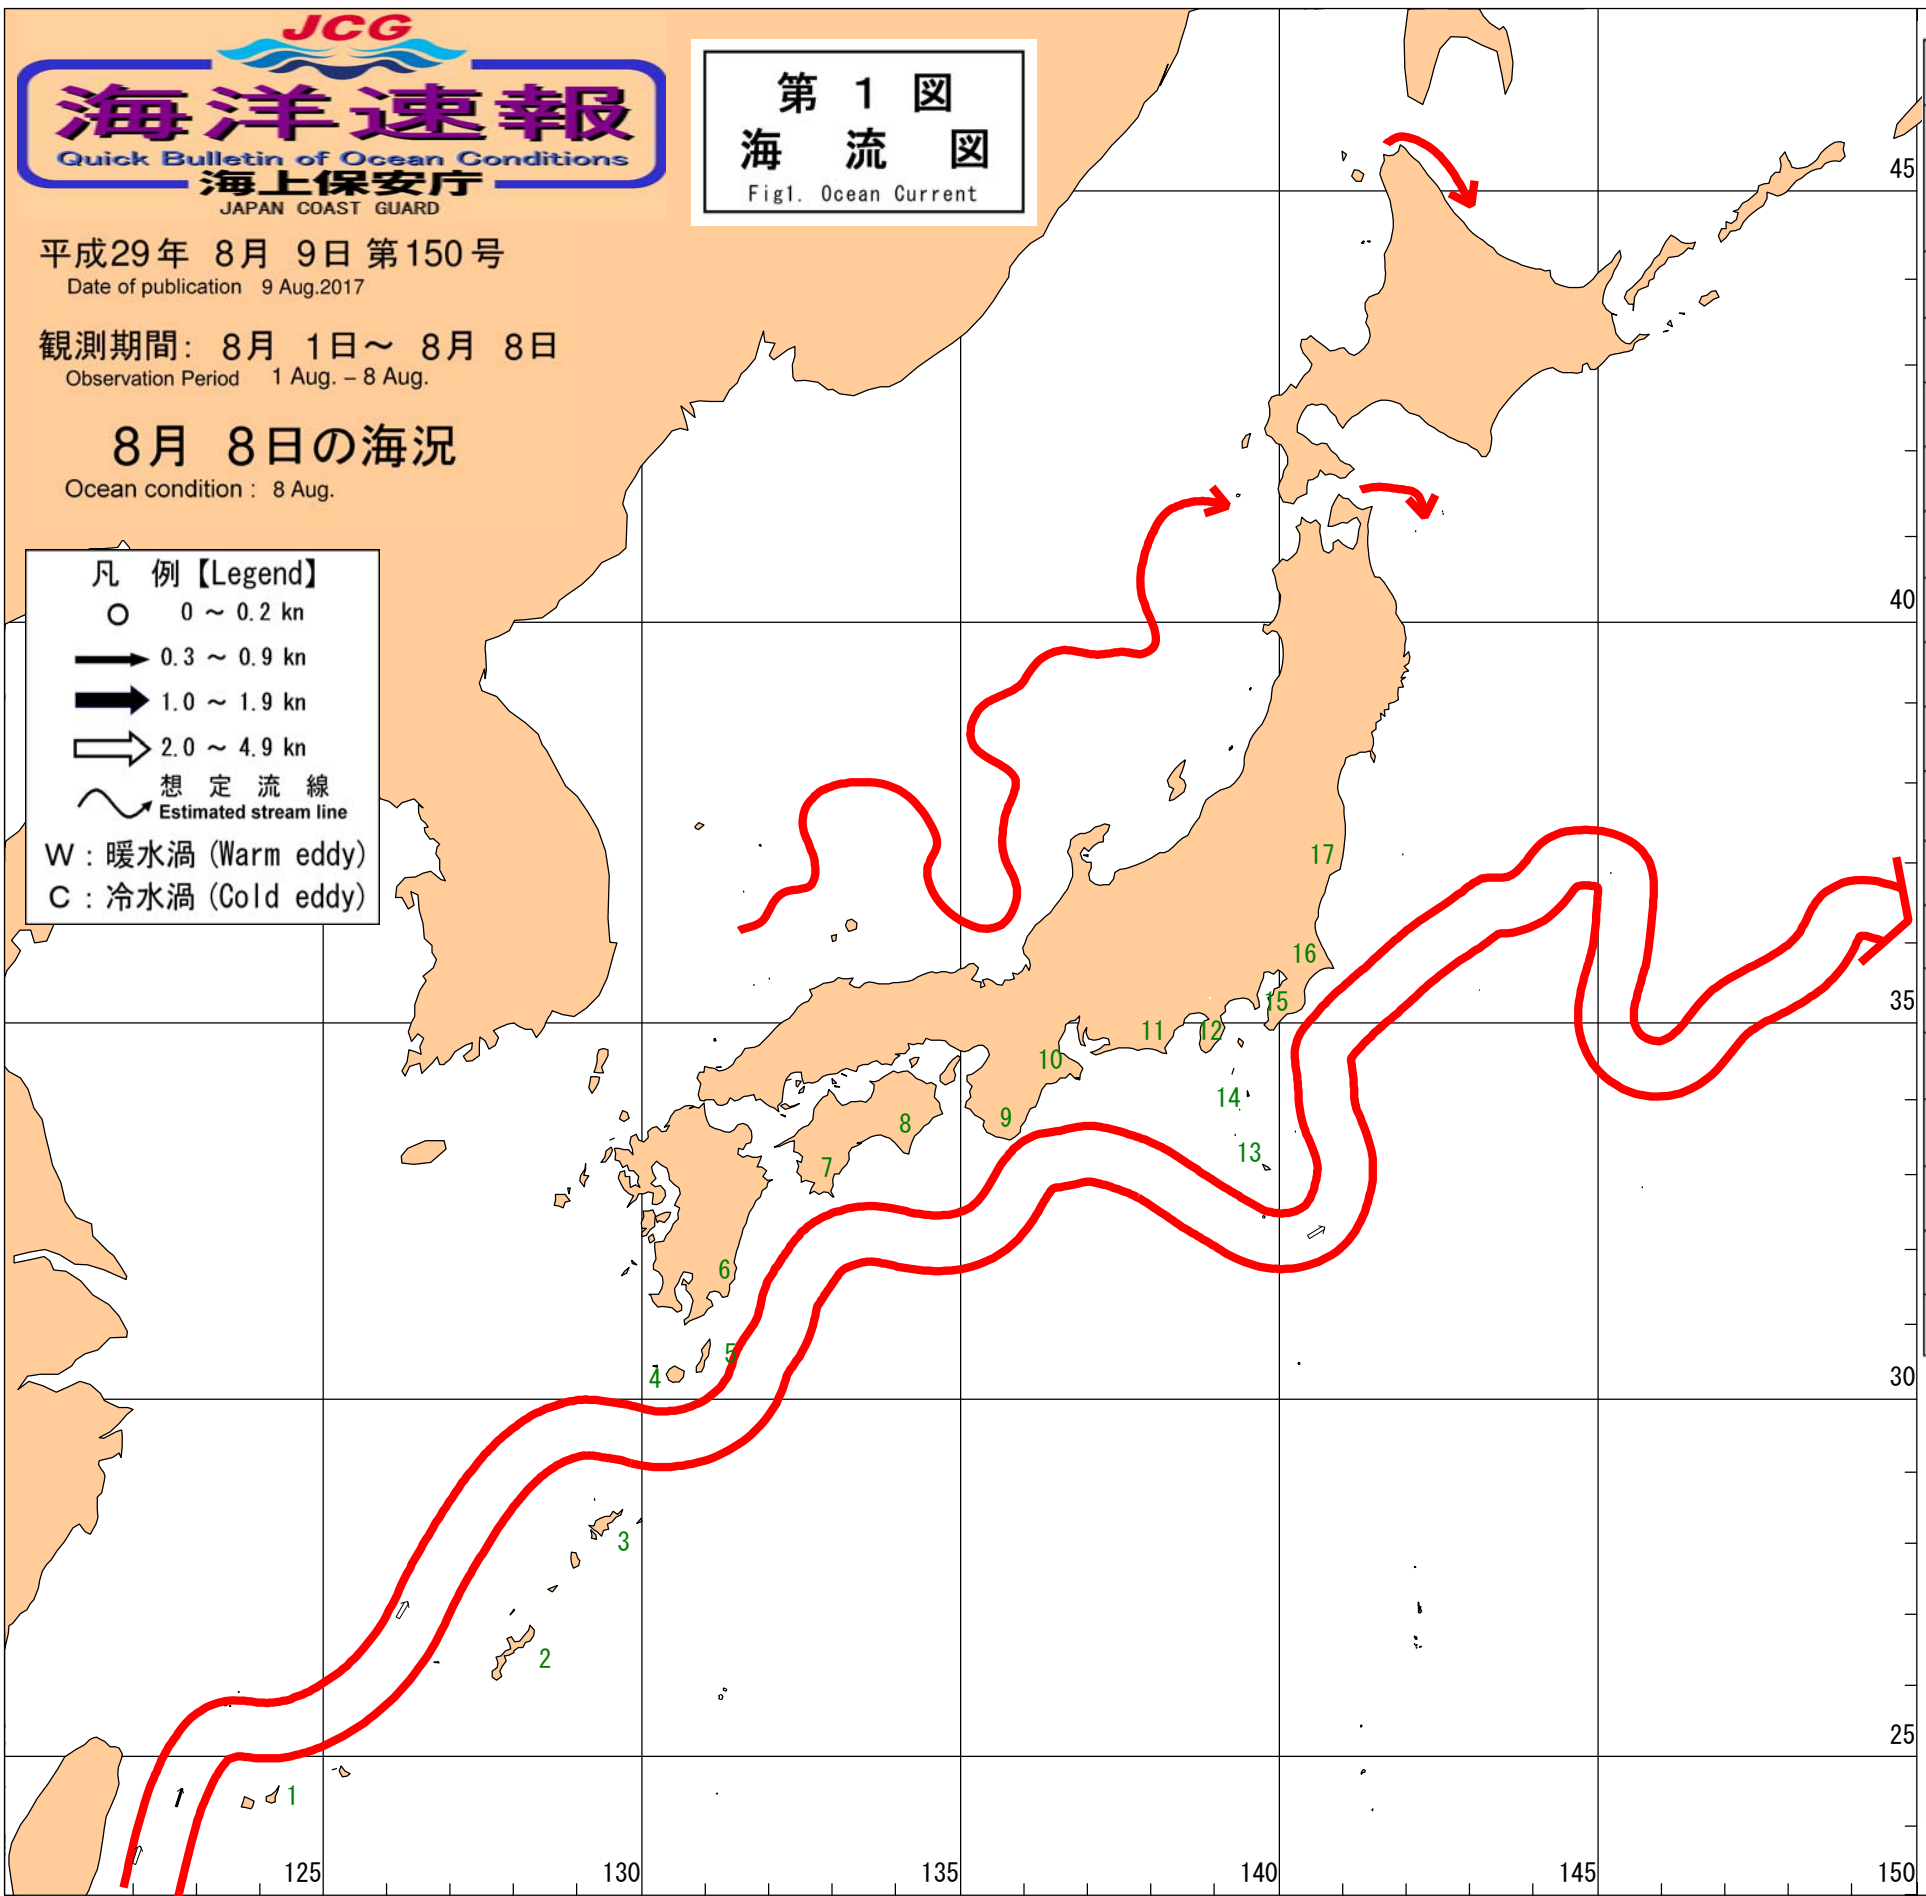 JCG
海洋速報
Quick Bulletin of Ocean Conditions
海上保安庁
JAPAN COAST GUARD
第 1 図
海 流 図
Fig1. Ocean Current
平成29年 8月 9日 第150号
Date of publication 9 Aug.2017
観測期間: 8月 1日～ 8月 8日
Observation Period 1 Aug. – 8 Aug.
8月 8日の海況
Ocean condition : 8 Aug.
凡 例【Legend】
0 ～ 0.2 kn
0.3 ～ 0.9 kn
1.0 ～ 1.9 kn
2.0 ～ 4.9 kn
想 定 流 線
Estimated stream line
W : 暖水渦 (Warm eddy)
C : 冷水渦 (Cold eddy)
45
40
17
16
35
15
12
11
10
14
9
8
13
7
6
5
4
30
3
2
25
1
125
130
135
140
145
150